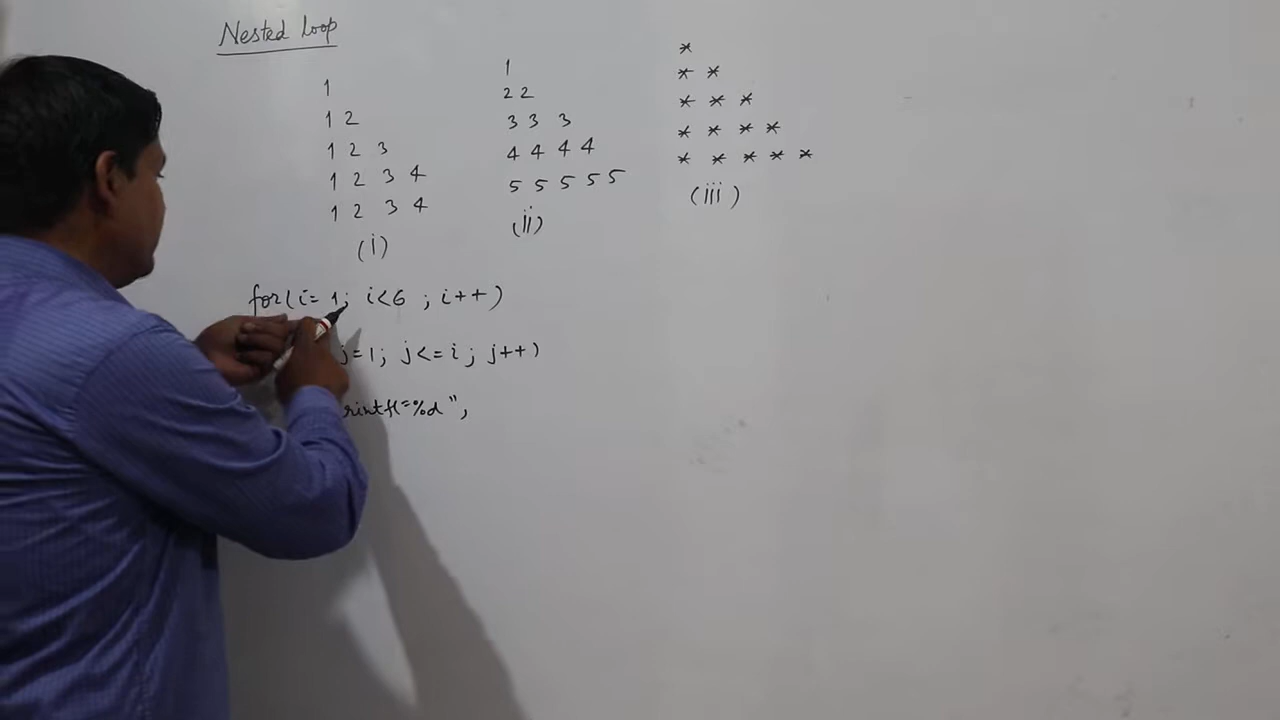 Nested loop
1
1 2
1 2 3
1 2 3 4
1 2 3 4
(i)
1
2 2
3 3 3
4 4 4 4
5 5 5 5 5
(ii)
*
* *
* * *
* * * *
* * * * *
(iii)
for(i= 1; i<6 ; i++)
j=1; j<= i; j++)
rintf("%d",